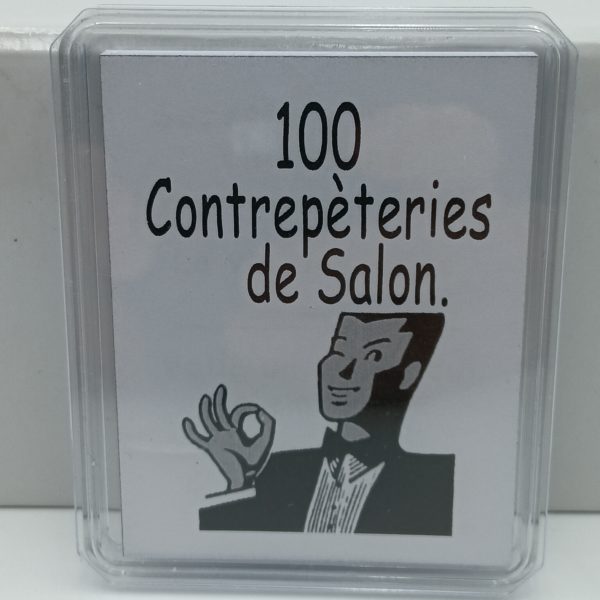 100
Contrepèteries
de Salon.